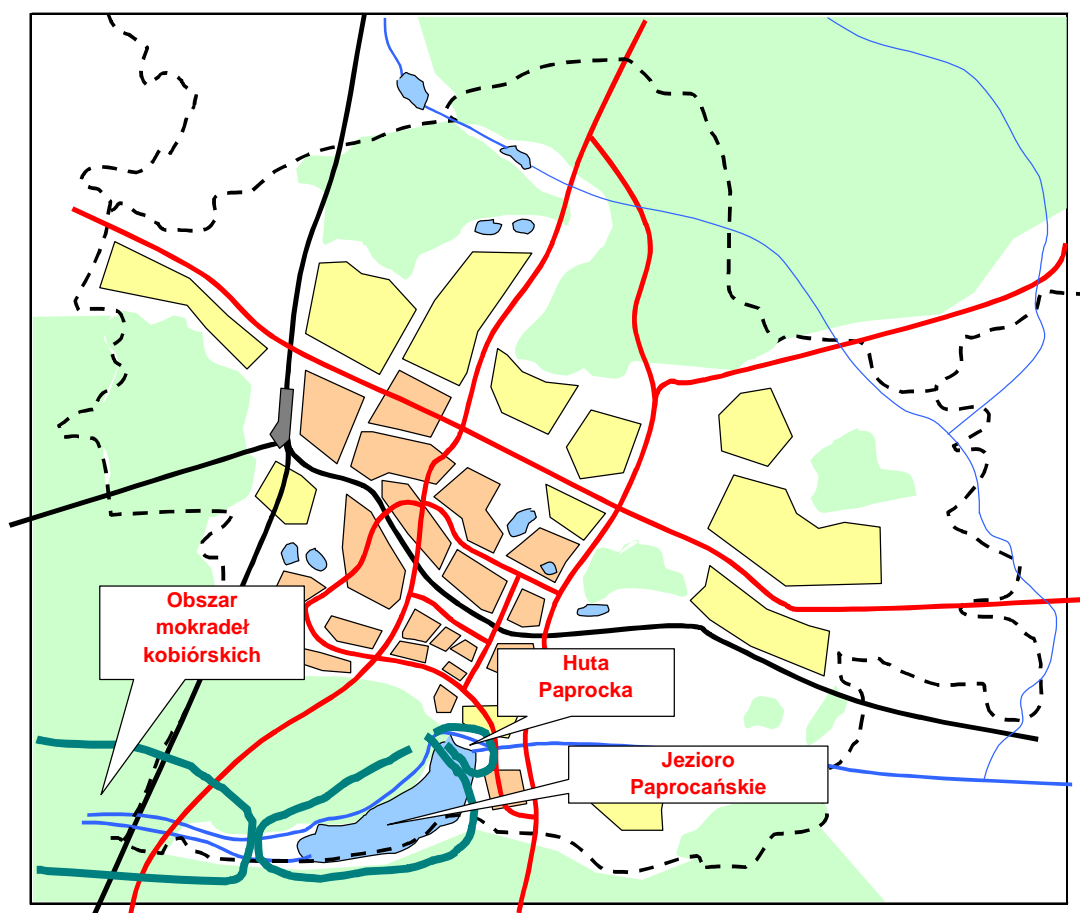 Obszar
mokradeł
kobiórskich
Huta
Paprocka
Jezioro
Paprocańskie